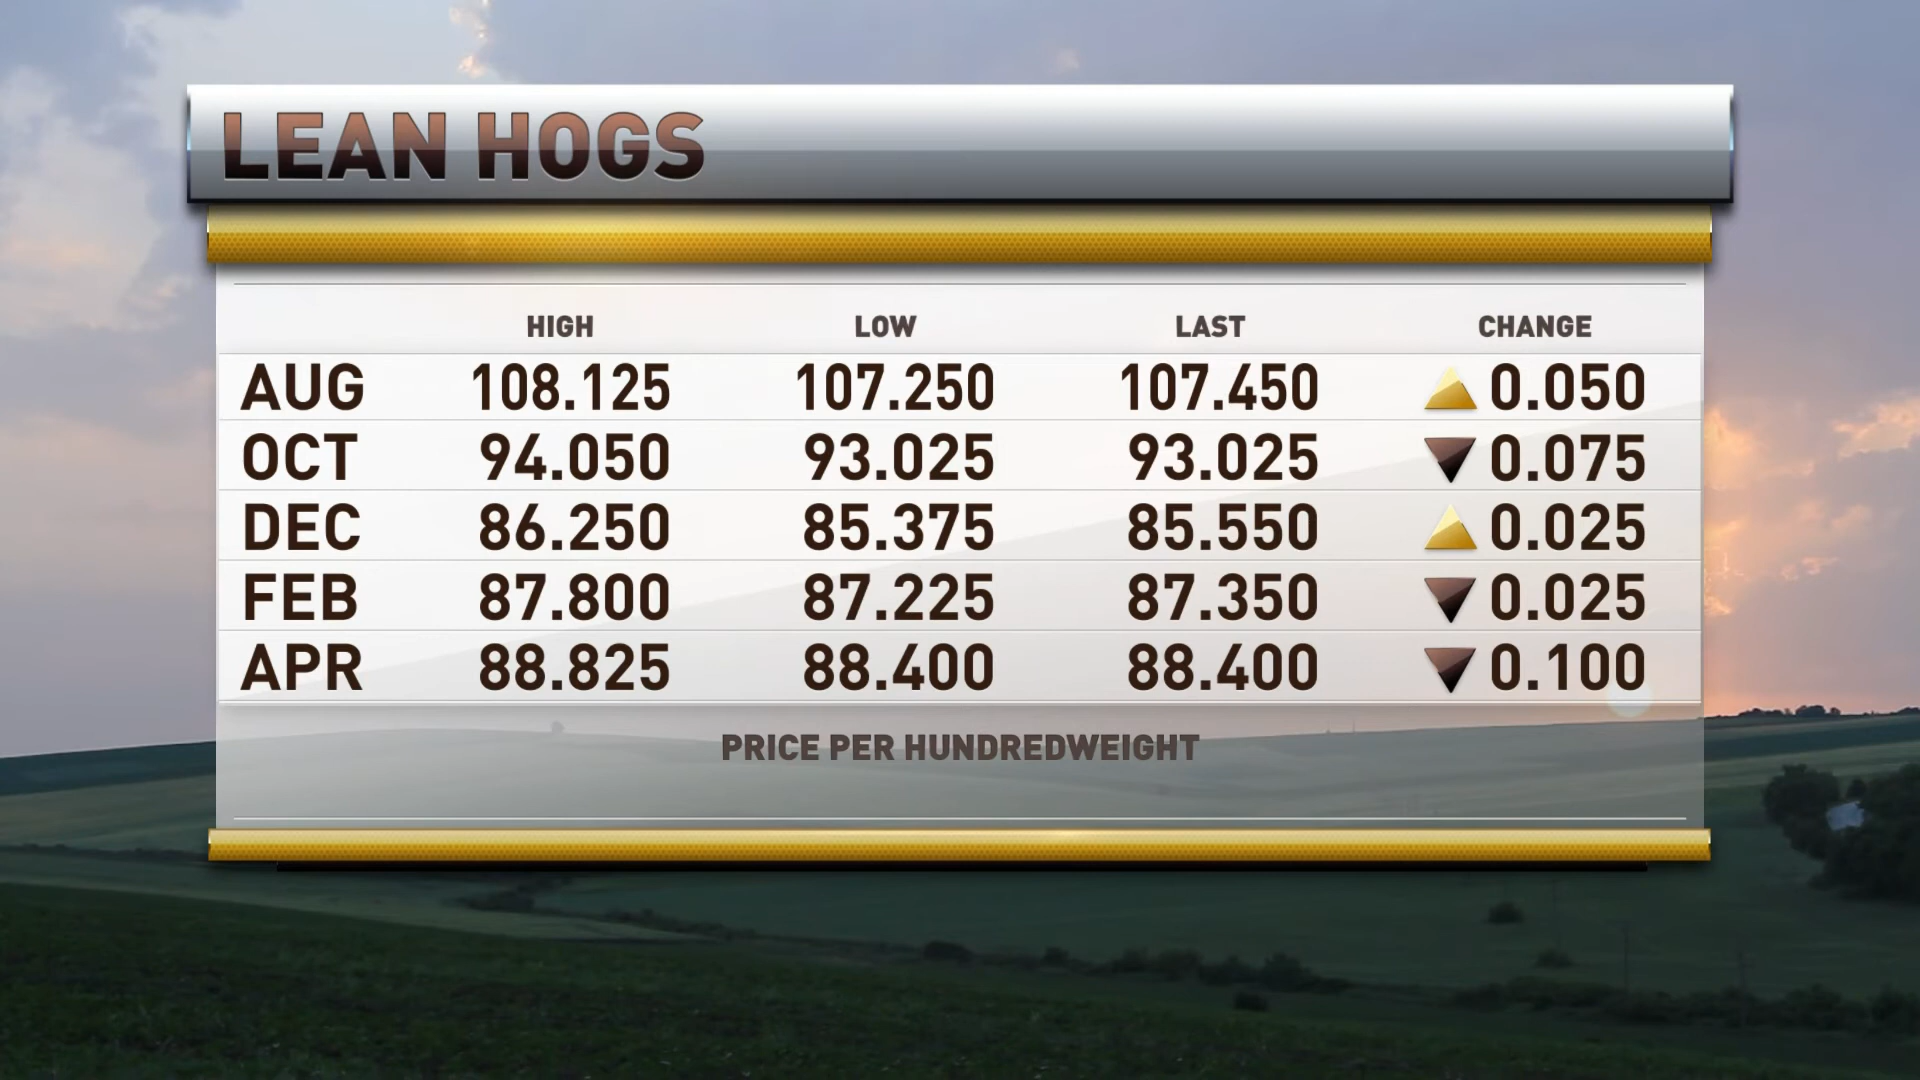 LEAN HOGS
HIGH LOW LAST CHANGE
AUG 108.125 107.250 107.450 0.050
OCT 94.050 93.025 93.025 0.075
DEC 86.250 85.375 85.550 0.025
FEB 87.800 87.225 87.350 0.025
APR 88.825 88.400 88.400 0.100
PRICE PER HUNDREDWEIGHT